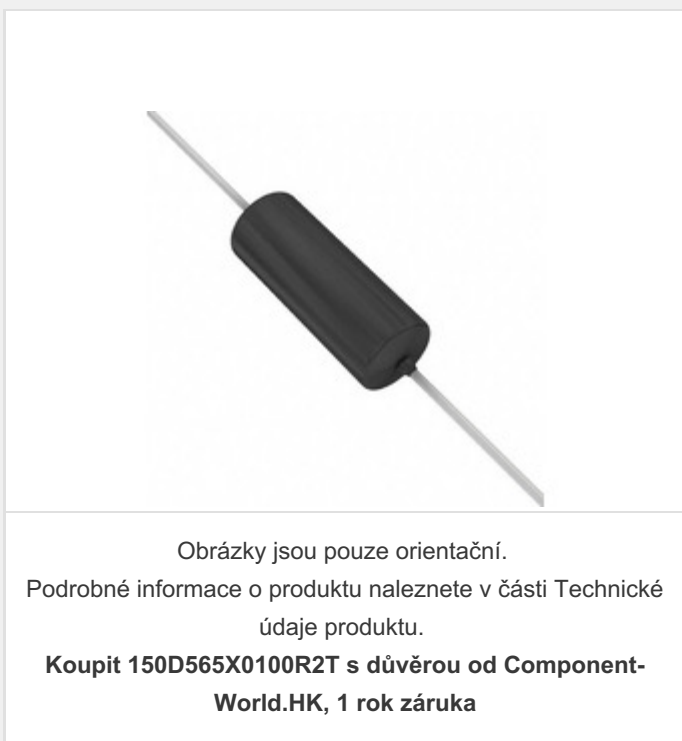 Obrázky jsou pouze orientační.
Podrobné informace o produktu naleznete v části Technické
údaje produktu.
Koupit 150D565X0100R2T s důvěrou od Component-
World.HK, 1 rok záruka